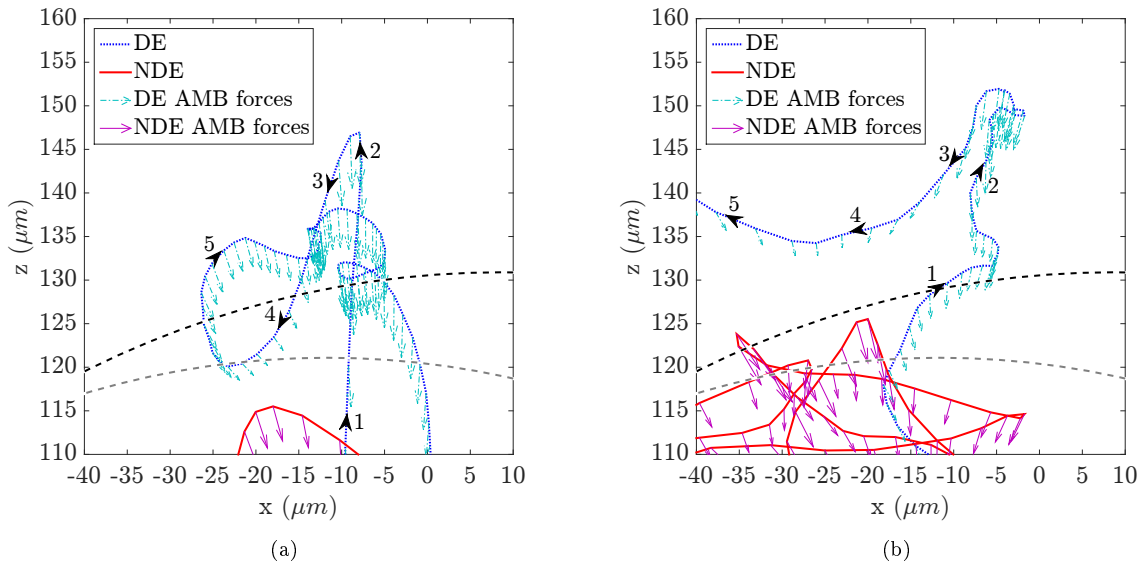 160
155
150
145
140
135
130
125
120
115
110
z (μm)
DE
NDE
DE AMB forces
NDE AMB forces
2
3
5
4
1
-40 -35 -30 -25 -20 -15 -10 -5 0 5 10
x (μm)
(a)
160
155
150
145
140
135
130
125
120
115
110
z (μm)
DE
NDE
DE AMB forces
NDE AMB forces
3
2
5
4
1
-40 -35 -30 -25 -20 -15 -10 -5 0 5 10
x (μm)
(b)